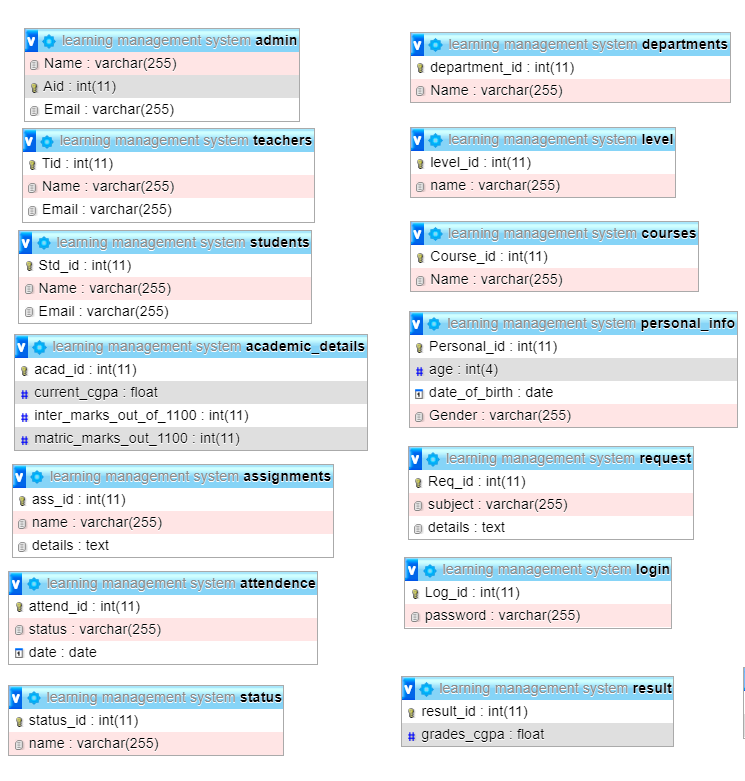 learning management system admin
Name : varchar(255)
Aid : int(11)
Email : varchar(255)
learning management system teachers
Tid : int(11)
Name : varchar(255)
Email : varchar(255)
learning management system students
Std_id : int(11)
Name : varchar(255)
Email : varchar(255)
learning management system academic_details
acad_id : int(11)
current_cgpa : float
inter_marks_out_of_1100 : int(11)
matric_marks_out_1100 : int(11)
learning management system assignments
ass_id : int(11)
name : varchar(255)
details : text
learning management system attendence
attend_id : int(11)
status : varchar(255)
date : date
learning management system status
status_id : int(11)
name : varchar(255)
learning management system departments
department_id : int(11)
Name : varchar(255)
learning management system level
level_id : int(11)
name : varchar(255)
learning management system courses
Course_id : int(11)
Name : varchar(255)
learning management system personal_info
Personal_id : int(11)
age : int(4)
date_of_birth : date
Gender : varchar(255)
learning management system request
Req_id : int(11)
subject : varchar(255)
details : text
learning management system login
Log_id : int(11)
password : varchar(255)
learning management system result
result_id : int(11)
grades_cgpa : float